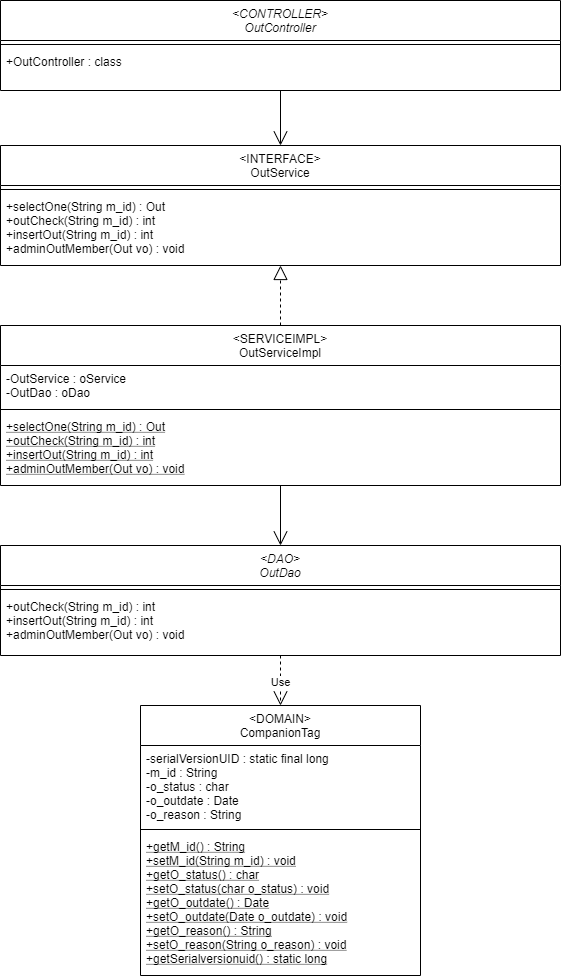 <CONTROLLER>
OutController
+OutController : class
<INTERFACE>
OutService
+selectOne(String m_id) : Out
+outCheck(String m_id) : int
+insertOut(String m_id) : int
+adminOutMember(Out vo) : void
<SERVICEIMPL>
OutServiceImpl
-OutService : oService
-OutDao : oDao
+selectOne(String m_id) : Out
+outCheck(String m_id) : int
+insertOut(String m_id) : int
+adminOutMember(Out vo) : void
<DAO>
OutDao
+outCheck(String m_id) : int
+insertOut(String m_id) : int
+adminOutMember(Out vo) : void
Use
<DOMAIN>
CompanionTag
-serialVersionUID : static final long
-m_id : String
-o_status : char
-o_outdate : Date
-o_reason : String
+getM_id() : String
+setM_id(String m_id) : void
+getO_status() : char
+setO_status(char o_status) : void
+getO_outdate() : Date
+setO_outdate(Date o_outdate) : void
+getO_reason() : String
+setO_reason(String o_reason) : void
+getSerialversionuid() : static long